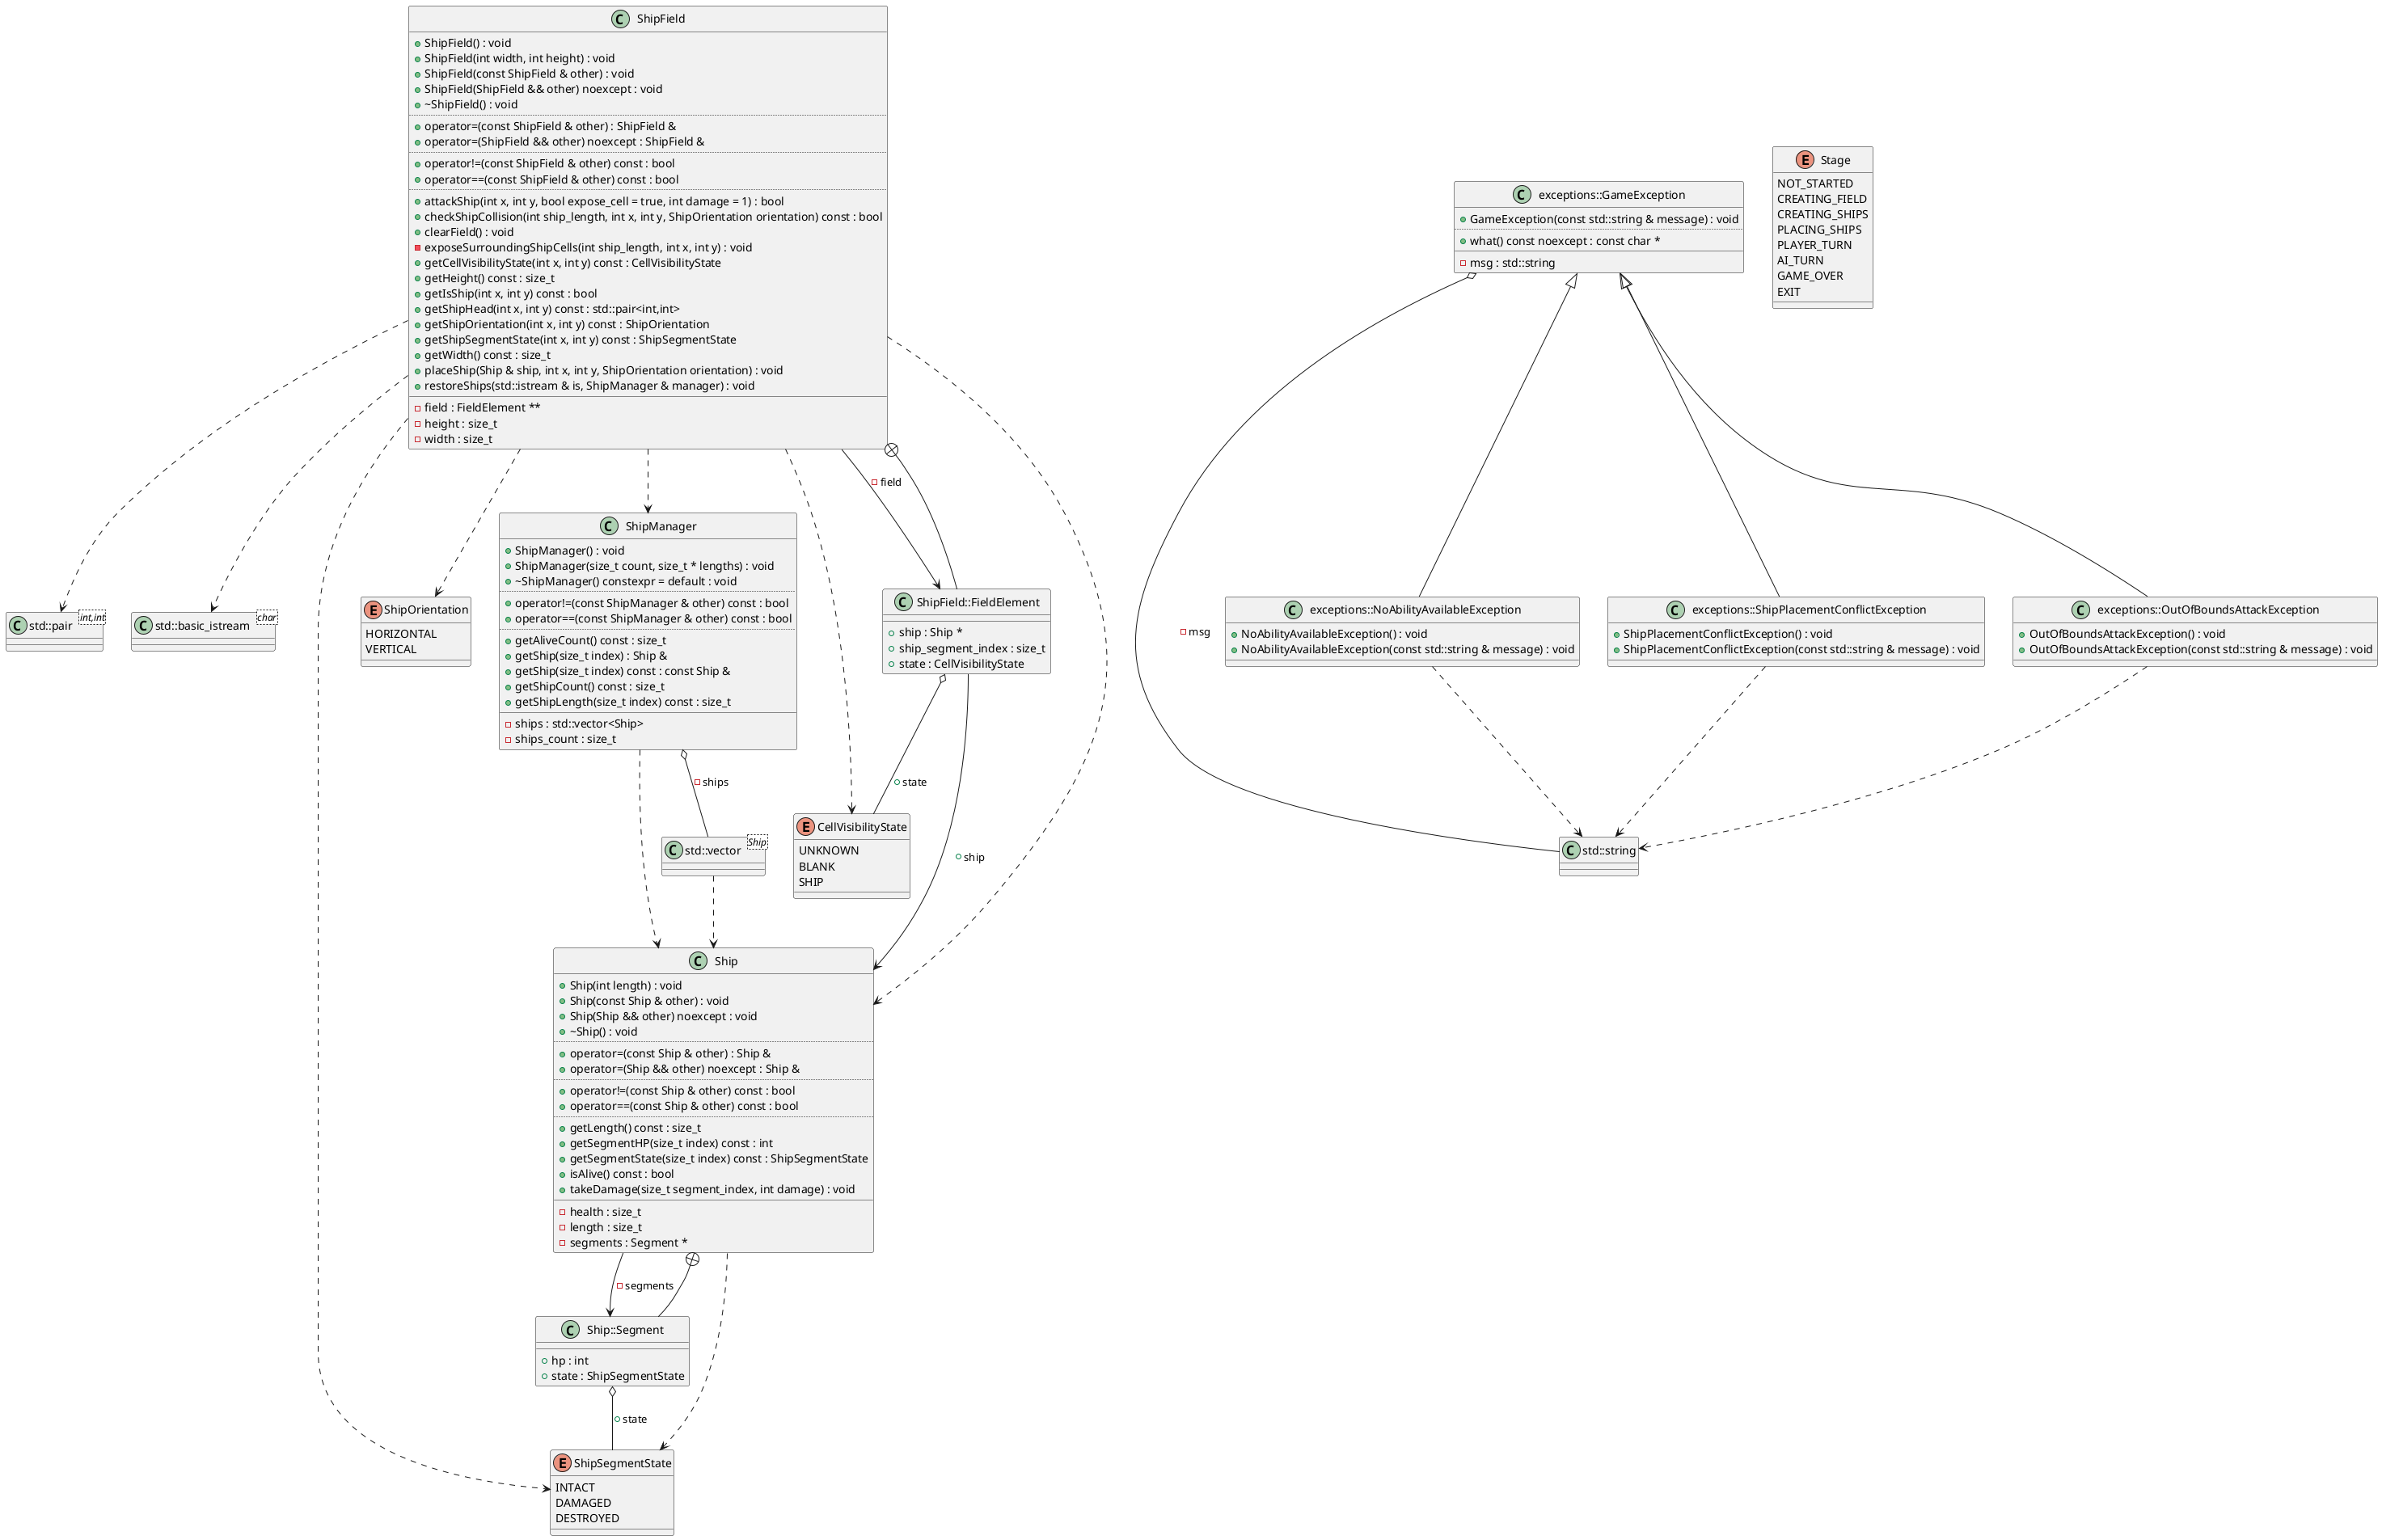 ShipField
ShipField() : void
ShipField(int width, int height) : void
ShipField(const ShipField & other) : void
ShipField(ShipField && other) noexcept : void
~ShipField() : void
operator=(const ShipField & other) : ShipField &
operator=(ShipField && other) noexcept : ShipField &
operator!=(const ShipField & other) const : bool
operator==(const ShipField & other) const : bool
attackShip(int x, int y, bool expose_cell = true, int damage = 1) : bool
checkShipCollision(int ship_length, int x, int y, ShipOrientation orientation) const : bool
clearField() : void
exposeSurroundingShipCells(int ship_length, int x, int y) : void
getCellVisibilityState(int x, int y) const : CellVisibilityState
getHeight() const : size_t
getIsShip(int x, int y) const : bool
getShipHead(int x, int y) const : std::pair<int,int>
getShipOrientation(int x, int y) const : ShipOrientation
getShipSegmentState(int x, int y) const : ShipSegmentState
getWidth() const : size_t
placeShip(Ship & ship, int x, int y, ShipOrientation orientation) : void
restoreShips(std::istream & is, ShipManager & manager) : void
field : FieldElement **
height : size_t
width : size_t
exceptions::GameException
GameException(const std::string & message) : void
what() const noexcept : const char *
msg : std::string
Stage
NOT_STARTED
CREATING_FIELD
CREATING_SHIPS
PLACING_SHIPS
PLAYER_TURN
AI_TURN
GAME_OVER
EXIT
field
std::pair
int,int
std::basic_istream
char
ShipOrientation
HORIZONTAL
VERTICAL
ShipManager
ShipManager() : void
ShipManager(size_t count, size_t * lengths) : void
~ShipManager() constexpr = default : void
operator!=(const ShipManager & other) const : bool
operator==(const ShipManager & other) const : bool
getAliveCount() const : size_t
getShip(size_t index) : Ship &
getShip(size_t index) const : const Ship &
getShipCount() const : size_t
getShipLength(size_t index) const : size_t
ships : std::vector<Ship>
ships_count : size_t
ShipField::FieldElement
ship : Ship *
ship_segment_index : size_t
state : CellVisibilityState
msg
exceptions::NoAbilityAvailableException
NoAbilityAvailableException() : void
NoAbilityAvailableException(const std::string & message) : void
exceptions::ShipPlacementConflictException
ShipPlacementConflictException() : void
ShipPlacementConflictException(const std::string & message) : void
exceptions::OutOfBoundsAttackException
OutOfBoundsAttackException() : void
OutOfBoundsAttackException(const std::string & message) : void
ships
state
std::vector
Ship
CellVisibilityState
UNKNOWN
BLANK
SHIP
ship
std::string
Ship
Ship(int length) : void
Ship(const Ship & other) : void
Ship(Ship && other) noexcept : void
~Ship() : void
operator=(const Ship & other) : Ship &
operator=(Ship && other) noexcept : Ship &
operator!=(const Ship & other) const : bool
operator==(const Ship & other) const : bool
getLength() const : size_t
getSegmentHP(size_t index) const : int
getSegmentState(size_t index) const : ShipSegmentState
isAlive() const : bool
takeDamage(size_t segment_index, int damage) : void
health : size_t
length : size_t
segments : Segment *
segments
Ship::Segment
hp : int
state : ShipSegmentState
state
ShipSegmentState
INTACT
DAMAGED
DESTROYED